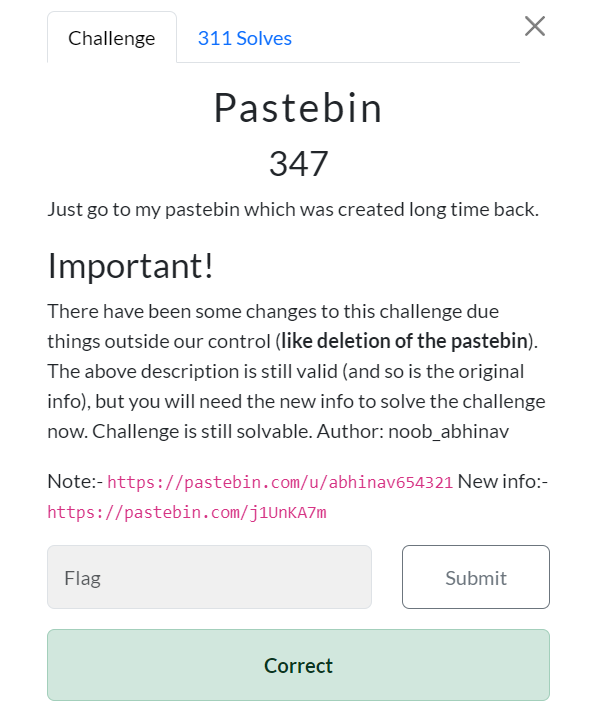 Challenge
311 Solves
Pastebin
347
Just go to my pastebin which was created long time back.
Important!
There have been some changes to this challenge due
things outside our control (like deletion of the pastebin).
The above description is still valid (and so is the original
info), but you will need the new info to solve the challenge
now. Challenge is still solvable. Author: noob_abhinav
Note:- https://pastebin.com/u/abhinav654321 New info:-
https://pastebin.com/j1UnKA7m
Flag
Submit
Correct